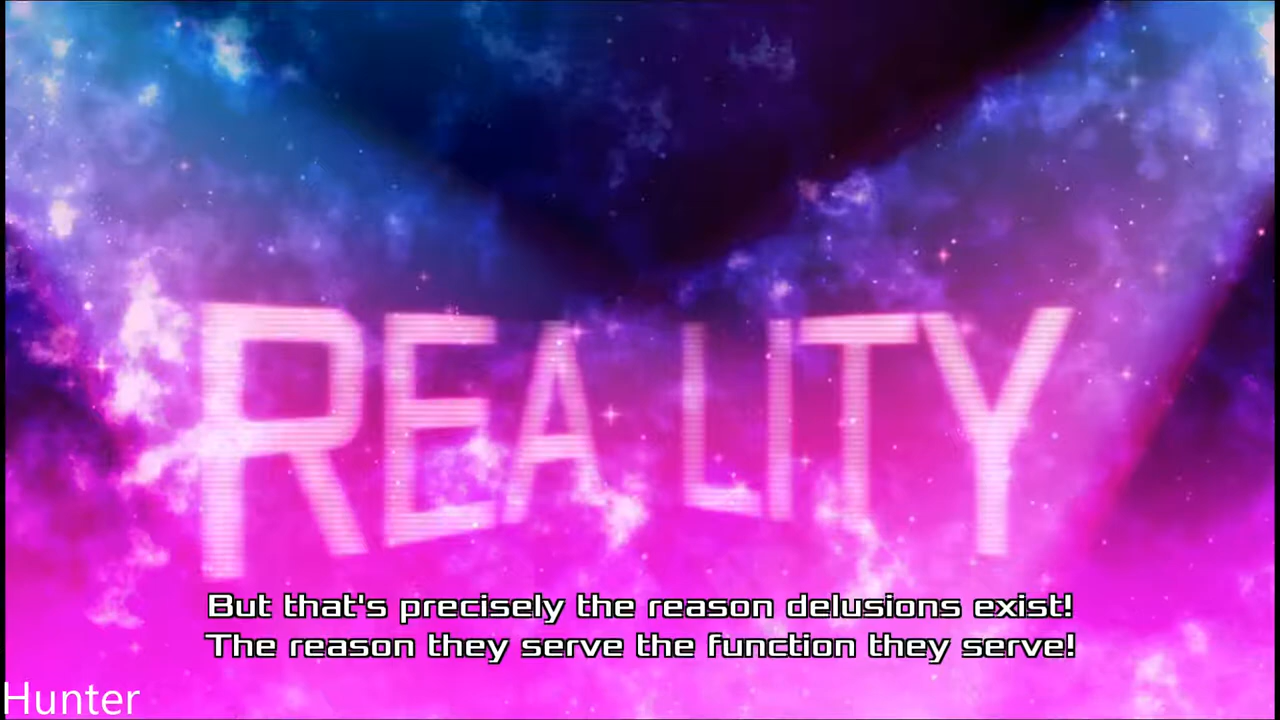 REALITY
But that's precisely the reason delusions exist!
The reason they serve the function they serve!
Hunter